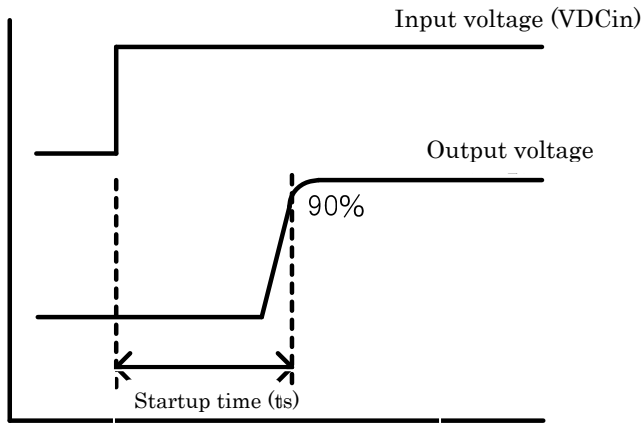 Input voltage (VDCin)
Output voltage
90%
Startup time (ts)